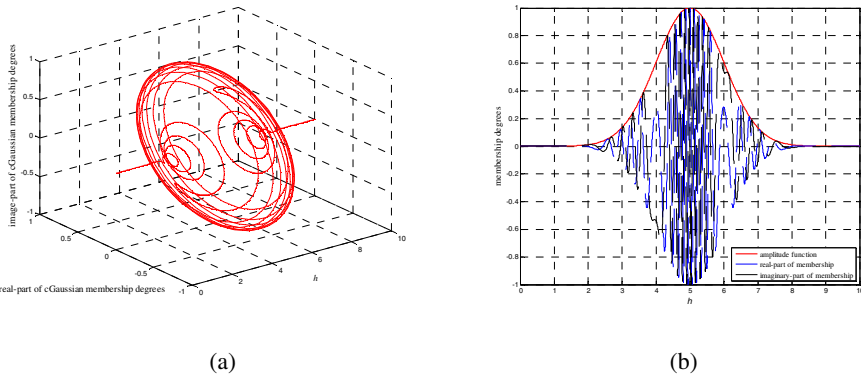 1
0.5
0
-0.5
-1
image-part of cGaussian membership degrees
1
0.5
0
-0.5
-1
real-part of cGaussian membership degrees
0
2
4
6
8
10
h
(a)
1
0.8
0.6
0.4
0.2
0
-0.2
-0.4
-0.6
-0.8
-1
membership degrees
0 1 2 3 4 5 6 7 8 9 10
h
amplitude function
real-part of membership
imaginary-part of membership
(b)